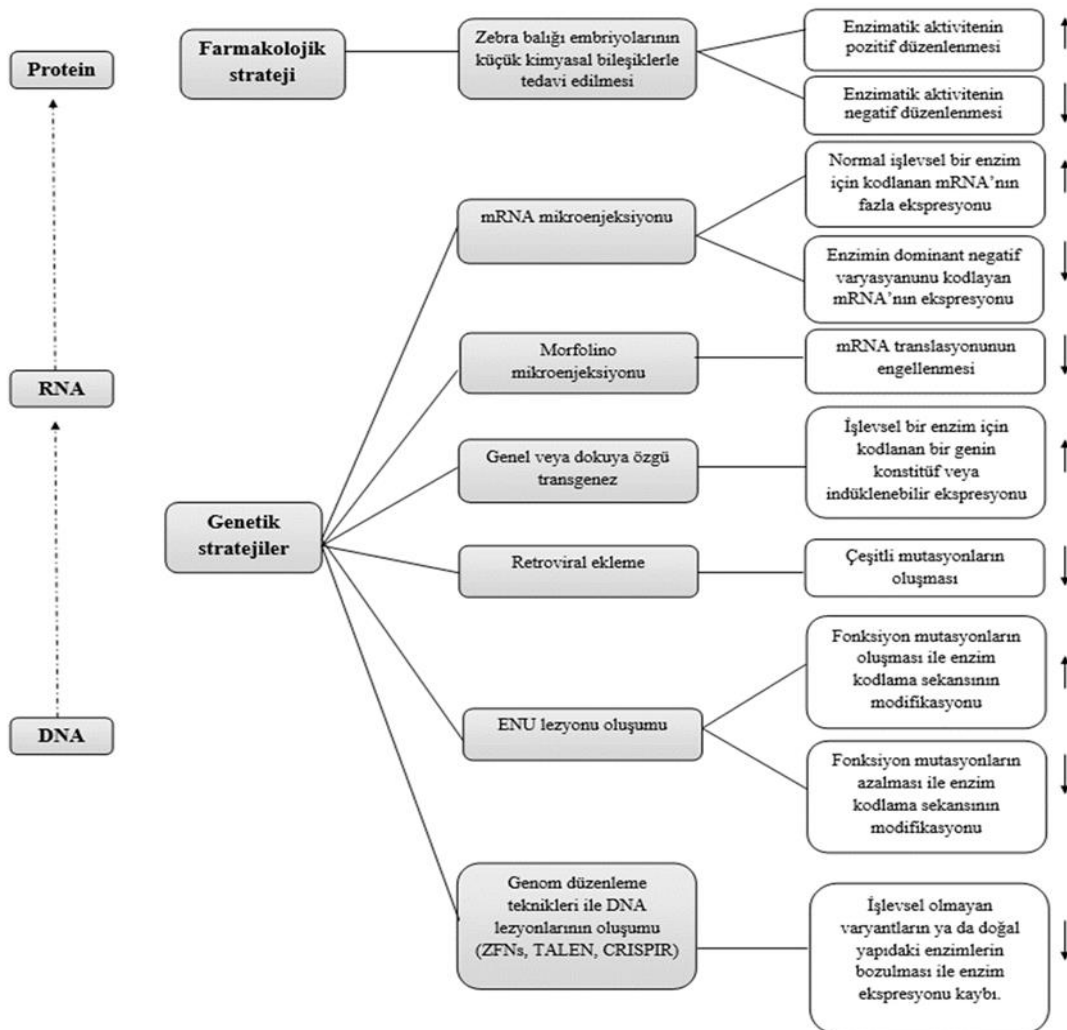 Protein
RNA
DNA
Farmakolojik
strateji
Zebra balığı embriyolarının
küçük kimyasal bileşiklerle
tedavi edilmesi
Enzimatik aktivitenin
pozitif düzenlenmesi
Enzimatik aktivitenin
negatif düzenlenmesi
Genetik
stratejiler
mRNA mikroenjeksiyonu
Normal işlevsel bir enzim
için kodlanan mRNA’nın
fazla ekspresyonu
Enzimin dominant negatif
varyasyanunu kodlayan
mRNA’nın ekspresyonu
Morfolino
mikroenjeksiyonu
mRNA translasyonunun
engellenmesi
Genel veya dokuya özgü
transgenez
İşlevsel bir enzim için
kodlanan bir genin
konstitüf veya
indüklenebilir ekspresyonu
Retroviral ekleme
Çeşitli mutasyonların
oluşması
ENU lezyonu oluşumu
Fonksiyon mutasyonların
oluşması ile enzim
kodlama sekansının
modifikasyonu
Fonksiyon mutasyonların
azalması ile enzim
kodlama sekansının
modifikasyonu
Genom düzenleme
teknikleri ile DNA
lezyonlarının oluşumu
(ZFNs, TALEN, CRISPIR)
İşlevsel olmayan
varyantların ya da doğal
yapıdaki enzimlerin
bozulması ile enzim
ekspresyonu kaybı.